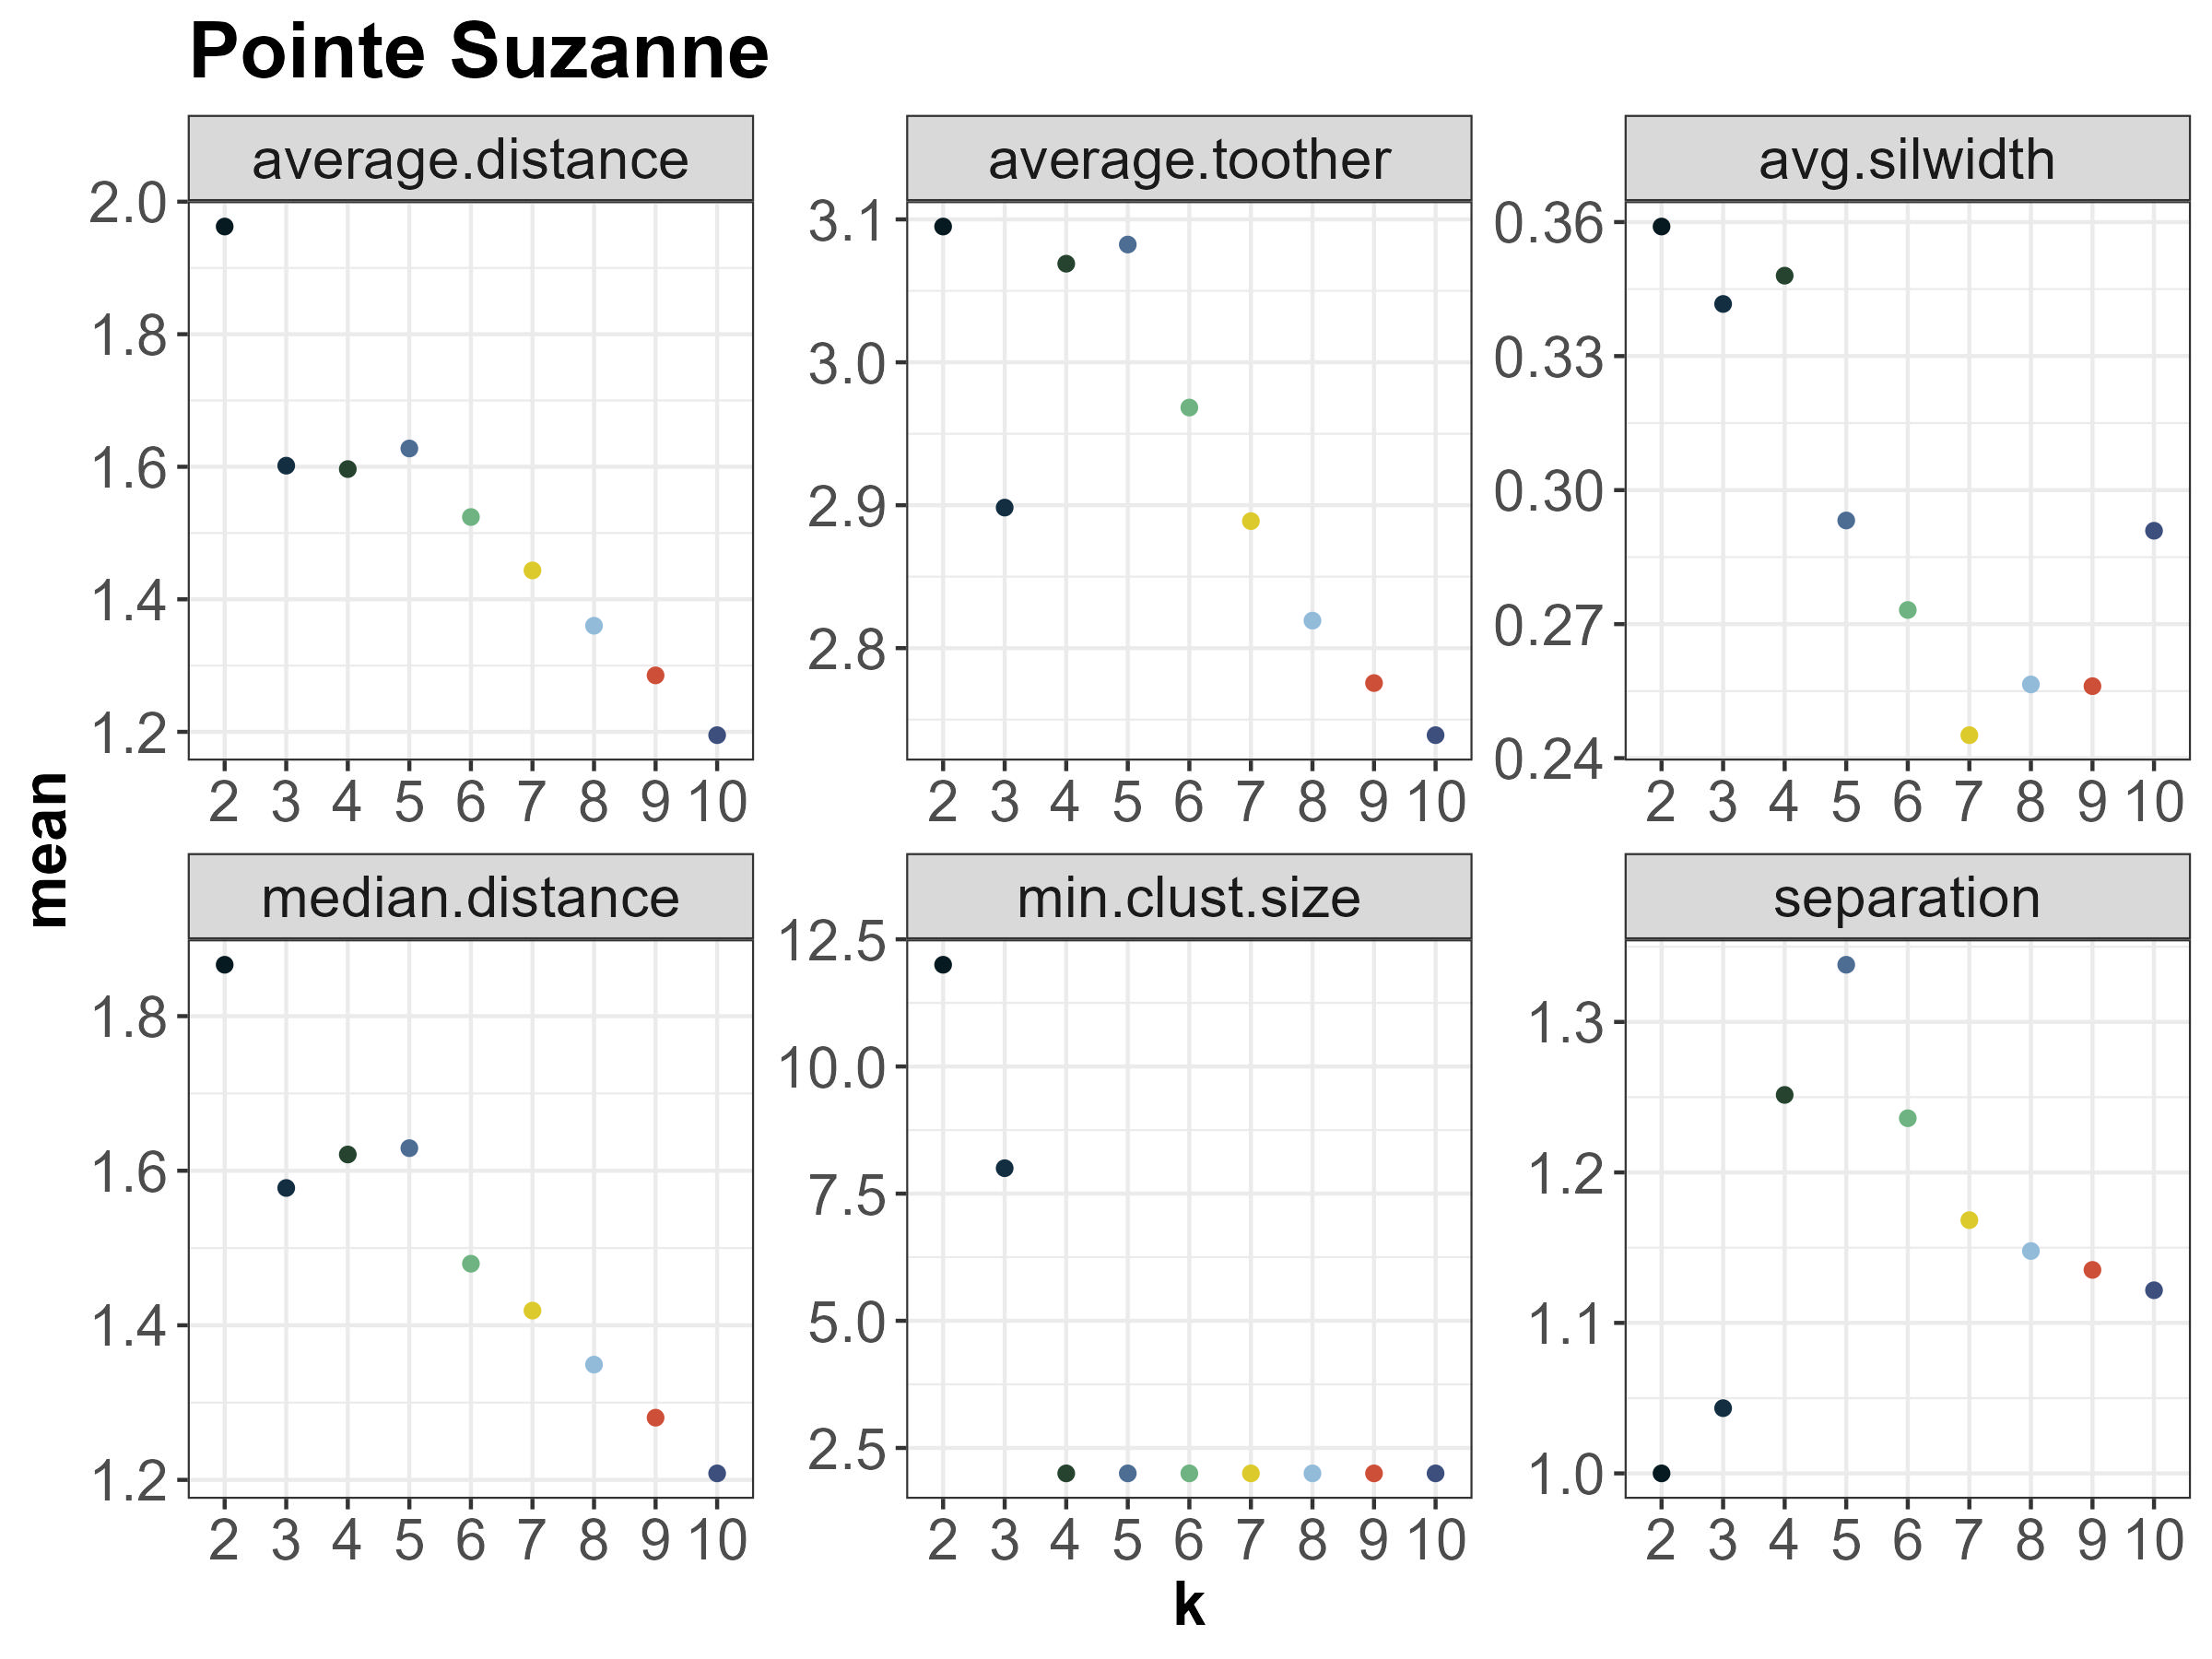 Pointe Suzanne
average.distance average.toother avg.silwidth
2.0
1.8
1.6
1.4
1.2
3.1
3.0
2.9
2.8
0.36
0.33
0.30
0.27
0.24
2 3 4 5 6 7 8 9 10
2 3 4 5 6 7 8 9 10
2 3 4 5 6 7 8 9 10
mean
median.distance min.clust.size separation
1.8
1.6
1.4
1.2
12.5
10.0
7.5
5.0
2.5
1.3
1.2
1.1
1.0
2 3 4 5 6 7 8 9 10
2 3 4 5 6 7 8 9 10
2 3 4 5 6 7 8 9 10
k